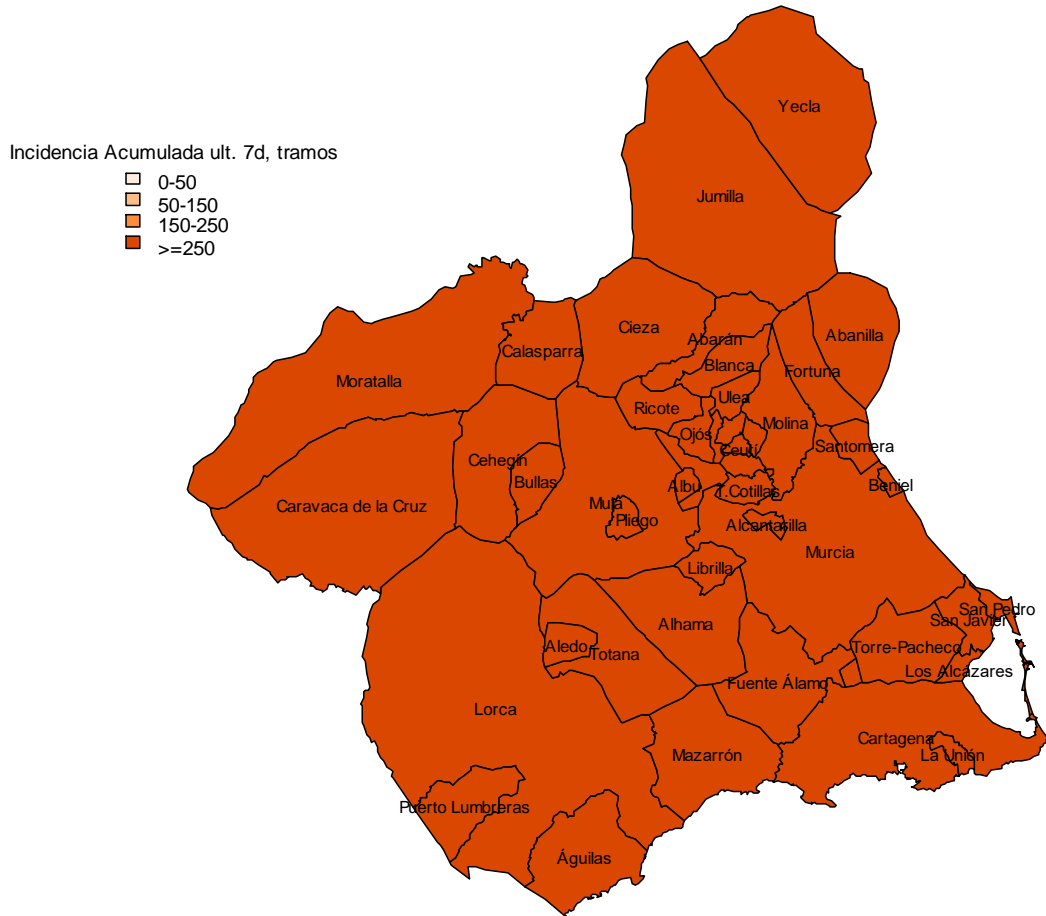 Yecla
Incidencia Acumulada ult. 7d, tramos
0-50
50-150
150-250
>=250
Jumilla
Cieza
Abarán
Abanilla
Calasparra
Blanca
Fortuna
Moratalla
Ulea
Ricote
Molina
Ojós
Santomera
Ceutí
Cehegín
Bullas
Albu
T.Cotillas
Beniel
Caravaca de la Cruz
Mula
Pliego
Alcantarilla
Murcia
Librilla
San Pedro
San Javier
Alhama
Aledo
Totana
Torre-Pacheco
Los Alcázares
Fuente Álamo
Lorca
Cartagena
La Unión
Mazarrón
Puerto Lumbreras
Águilas